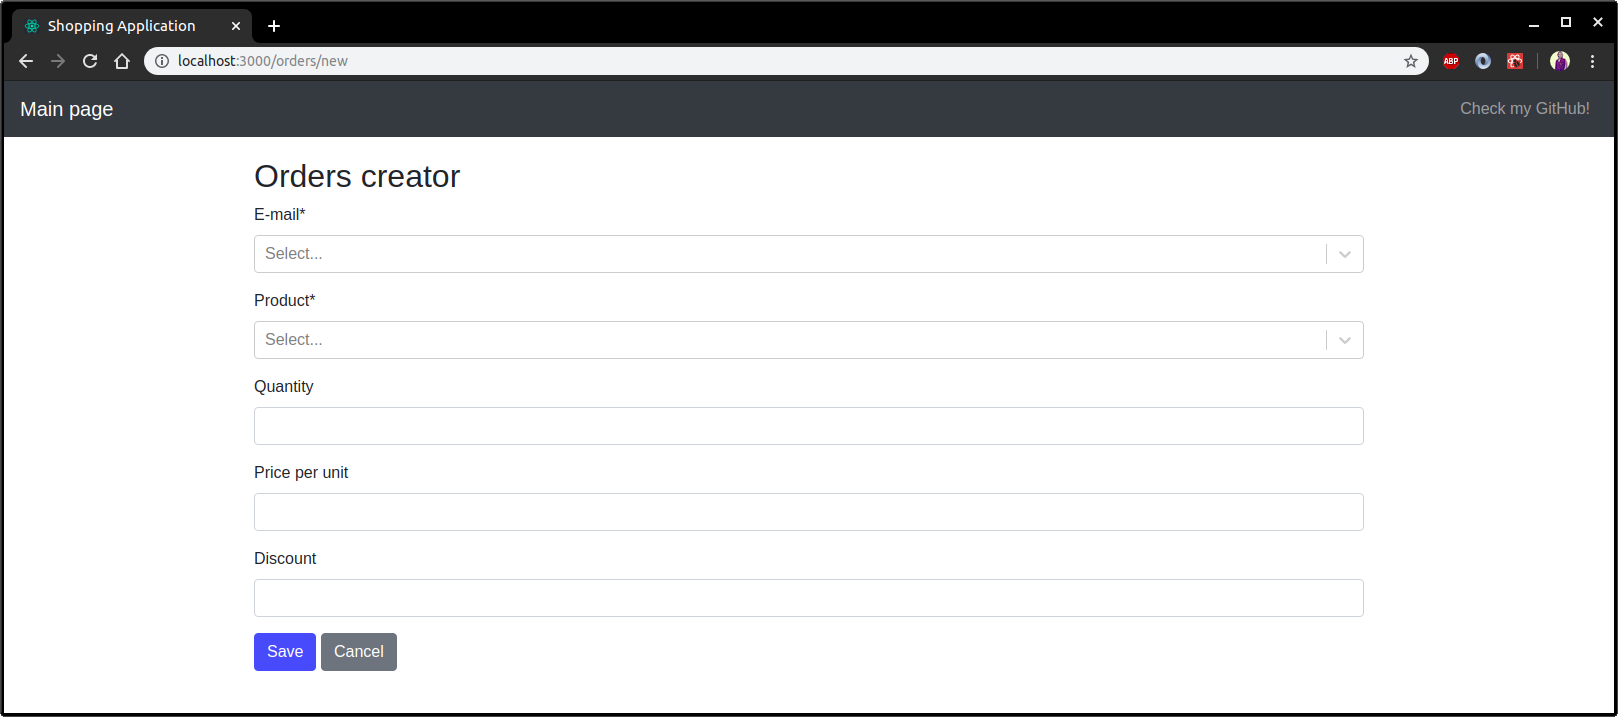 Shopping Application
localhost:3000/orders/new
ABP
Main page
Check my GitHub!
Orders creator
E-mail*
Select...
Product*
Select...
Quantity
Price per unit
Discount
Save Cancel